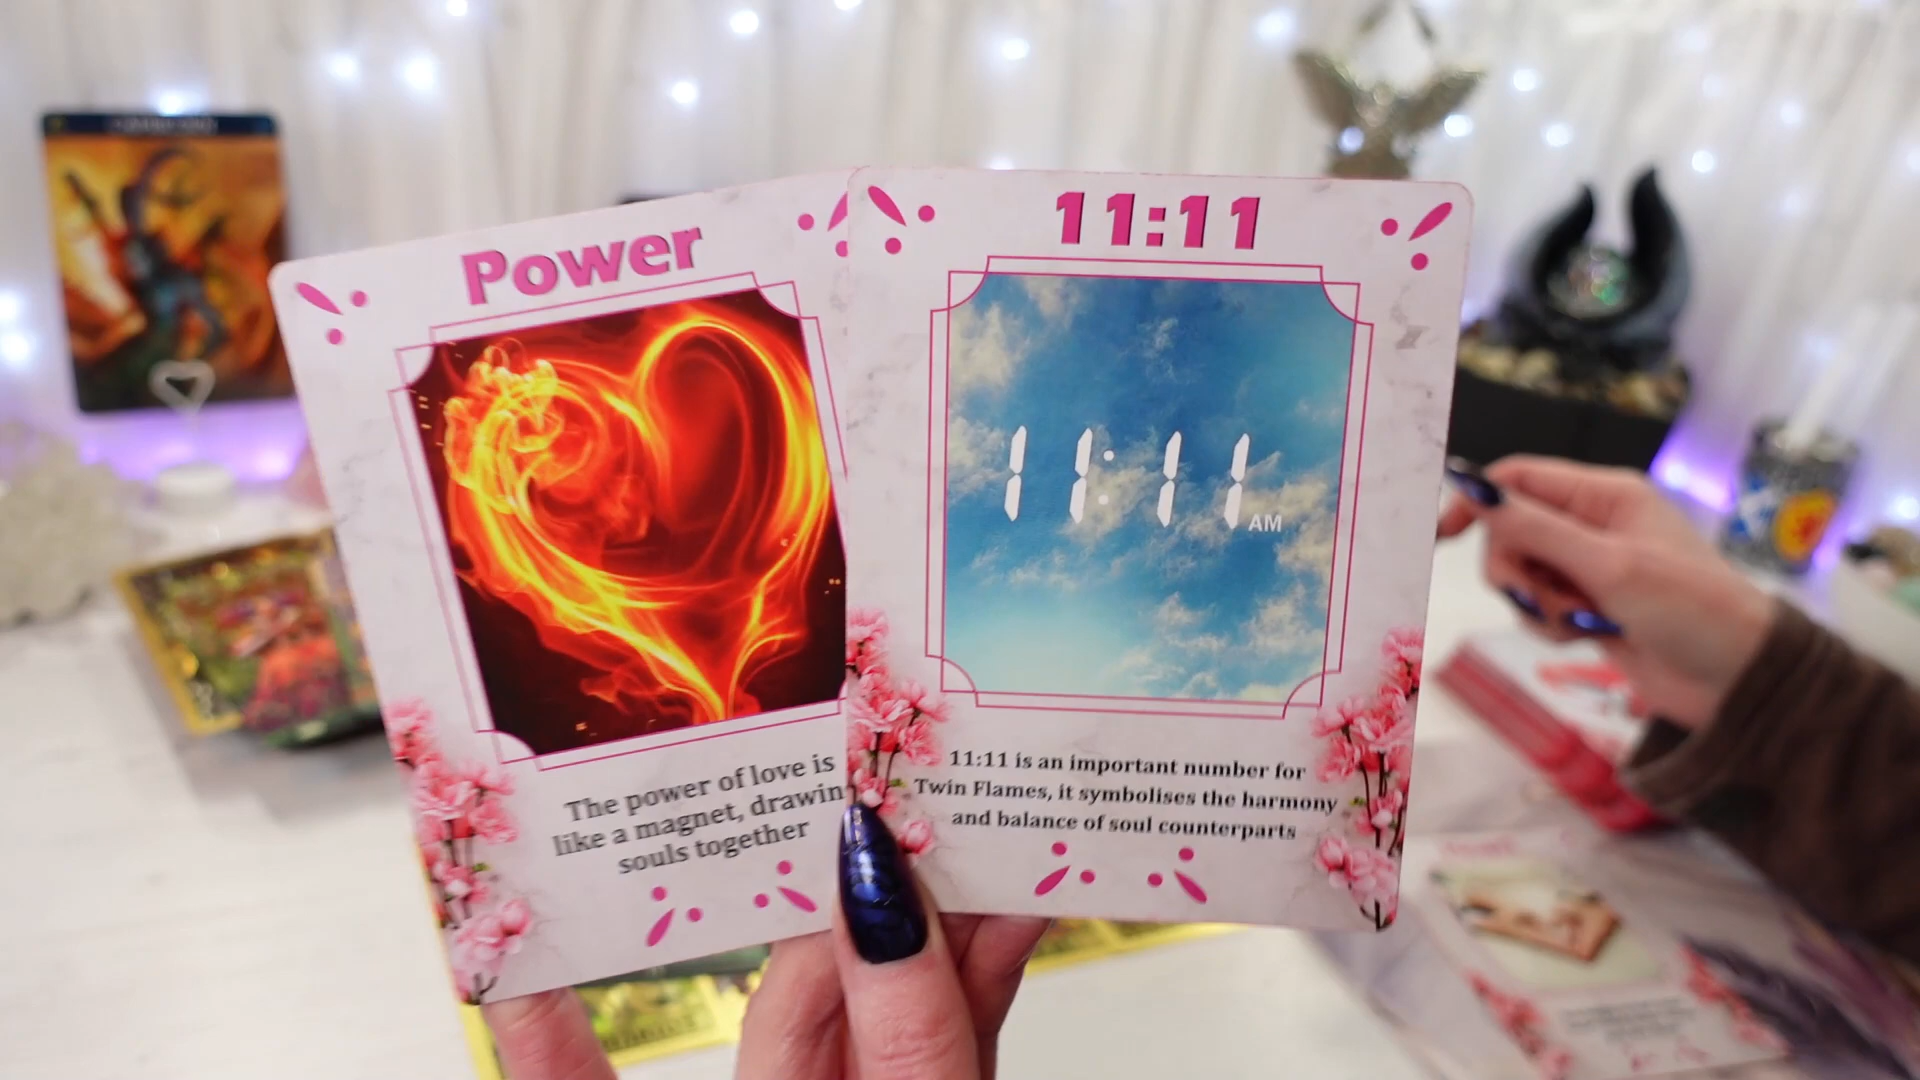 Power
The power of love is
like a magnet, drawin
souls together
11:11
11:11
AM
11:11 is an important number for
Twin Flames, it symbolises the harmony
and balance of soul counterparts